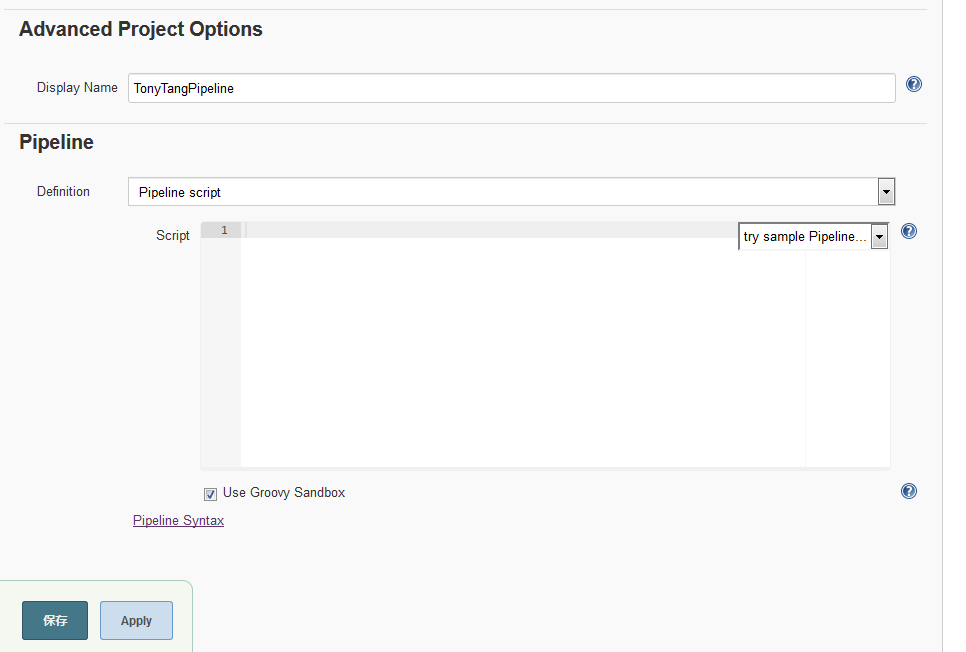 Advanced Project Options
Display Name TonyTangPipeline
Pipeline
Definition Pipeline script
Script 1 try sample Pipeline...
Use Groovy Sandbox
Pipeline Syntax
保存 Apply